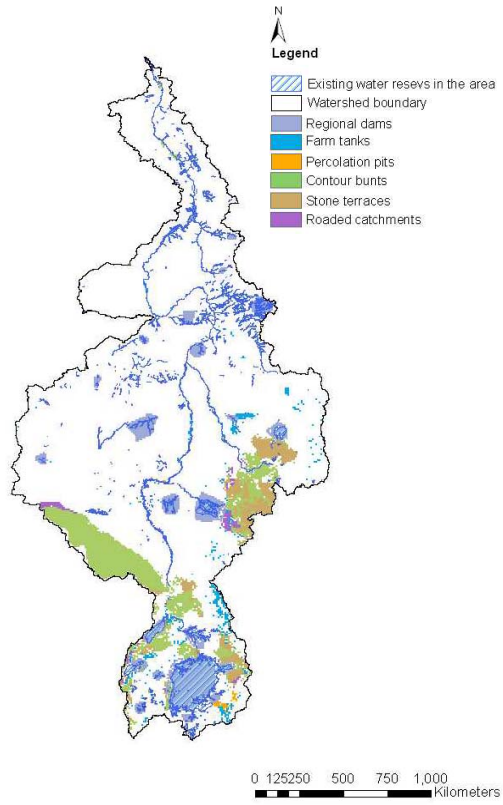 N
Legend
Existing water resevs in the area
Watershed boundary
Regional dams
Farm tanks
Percolation pits
Contour bunts
Stone terraces
Roaded catchments
0 125250 500 750 1,000
Kilometers